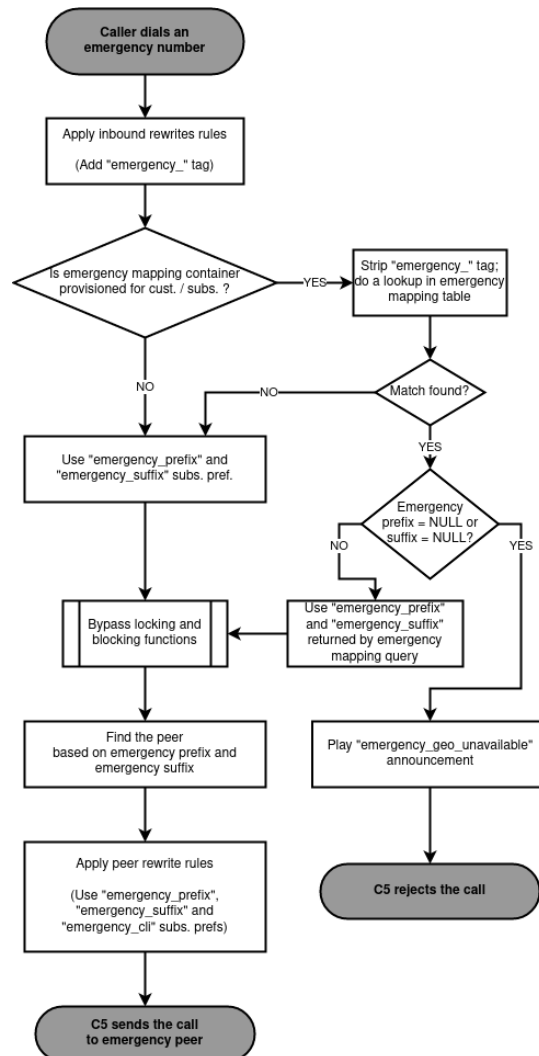 Caller dials an
emergency number
Apply inbound rewrites rules
(Add "emergency_" tag)
Is emergency mapping container
provisioned for cust. / subs. ?
YES
Strip "emergency_" tag;
do a lookup in emergency
mapping table
NO
NO
Match found?
YES
Use "emergency_prefix" and
"emergency_suffix" subs. pref.
Emergency
prefix = NULL or
suffix = NULL?
NO
YES
Bypass locking and
blocking functions
Use "emergency_prefix"
and "emergency_suffix"
returned by emergency
mapping query
Find the peer
based on emergency prefix and
emergency suffix
Play "emergency_geo_unavailable"
announcement
Apply peer rewrite rules
(Use "emergency_prefix",
"emergency_suffix" and
"emergency_cli" subs. prefs)
C5 rejects the call
C5 sends the call
to emergency peer